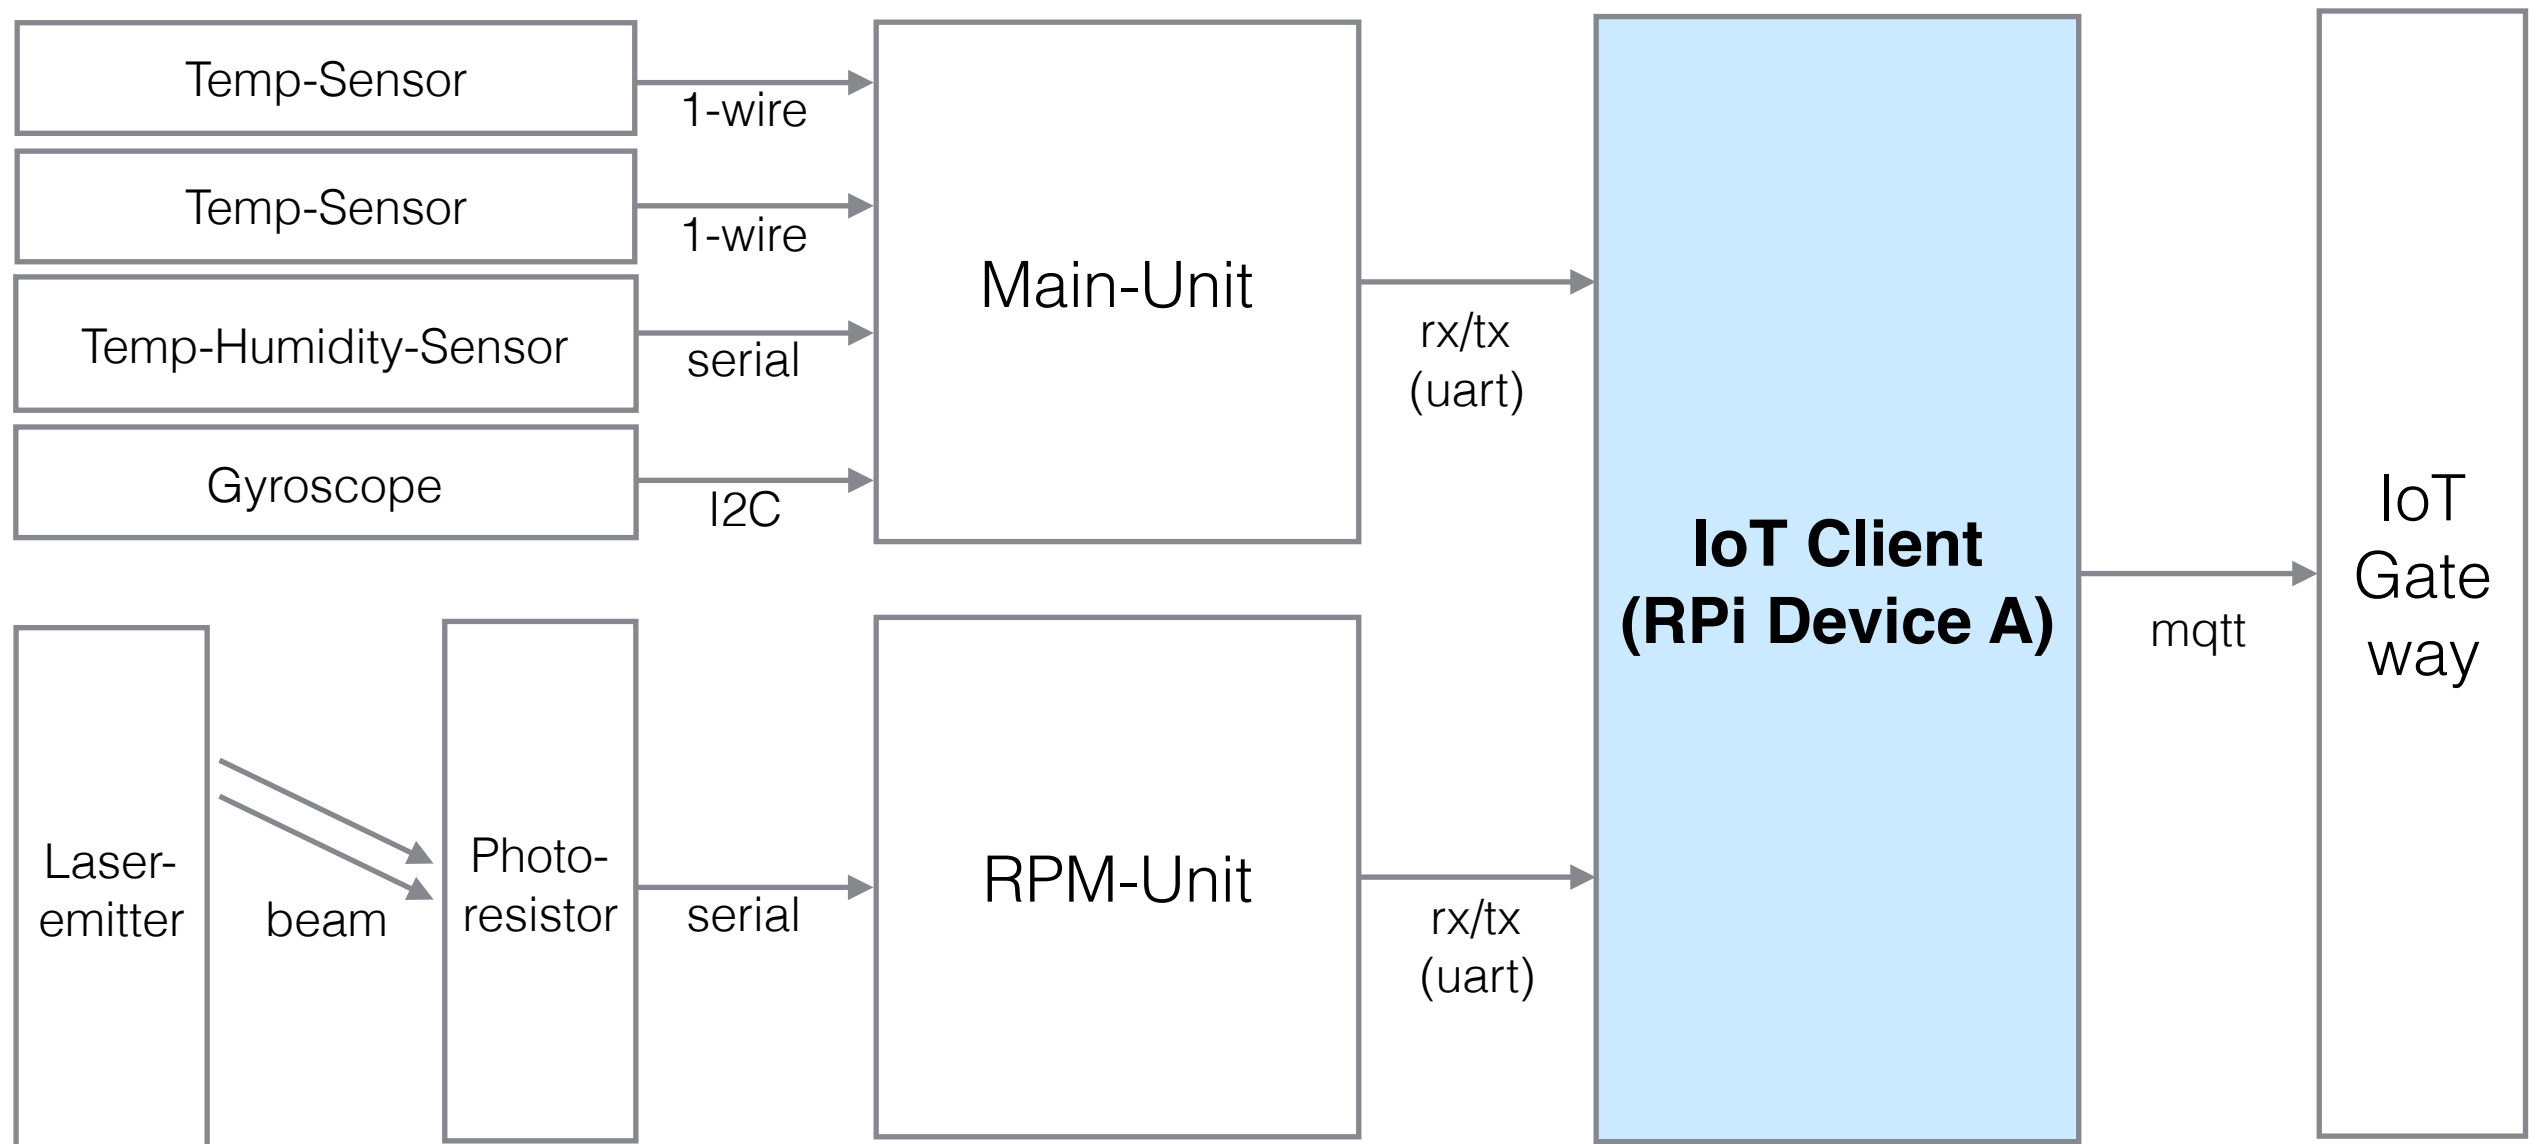 Temp-Sensor
1-wire
Temp-Sensor
1-wire
Temp-Humidity-Sensor
serial
Gyroscope
I2C
Main-Unit
rx/tx
(uart)
Laser-
emitter
beam
Photo-
resistor
serial
RPM-Unit
rx/tx
(uart)
IoT Client
(RPi Device A)
mqtt
IoT
Gate
way